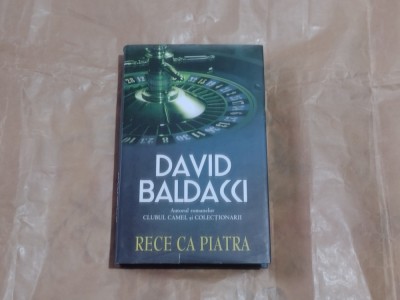 DAVID
BALDACCI
Autorul romanelor
CLUBUL CAMEL și COLECȚIONARII
RECE CA PIATRA